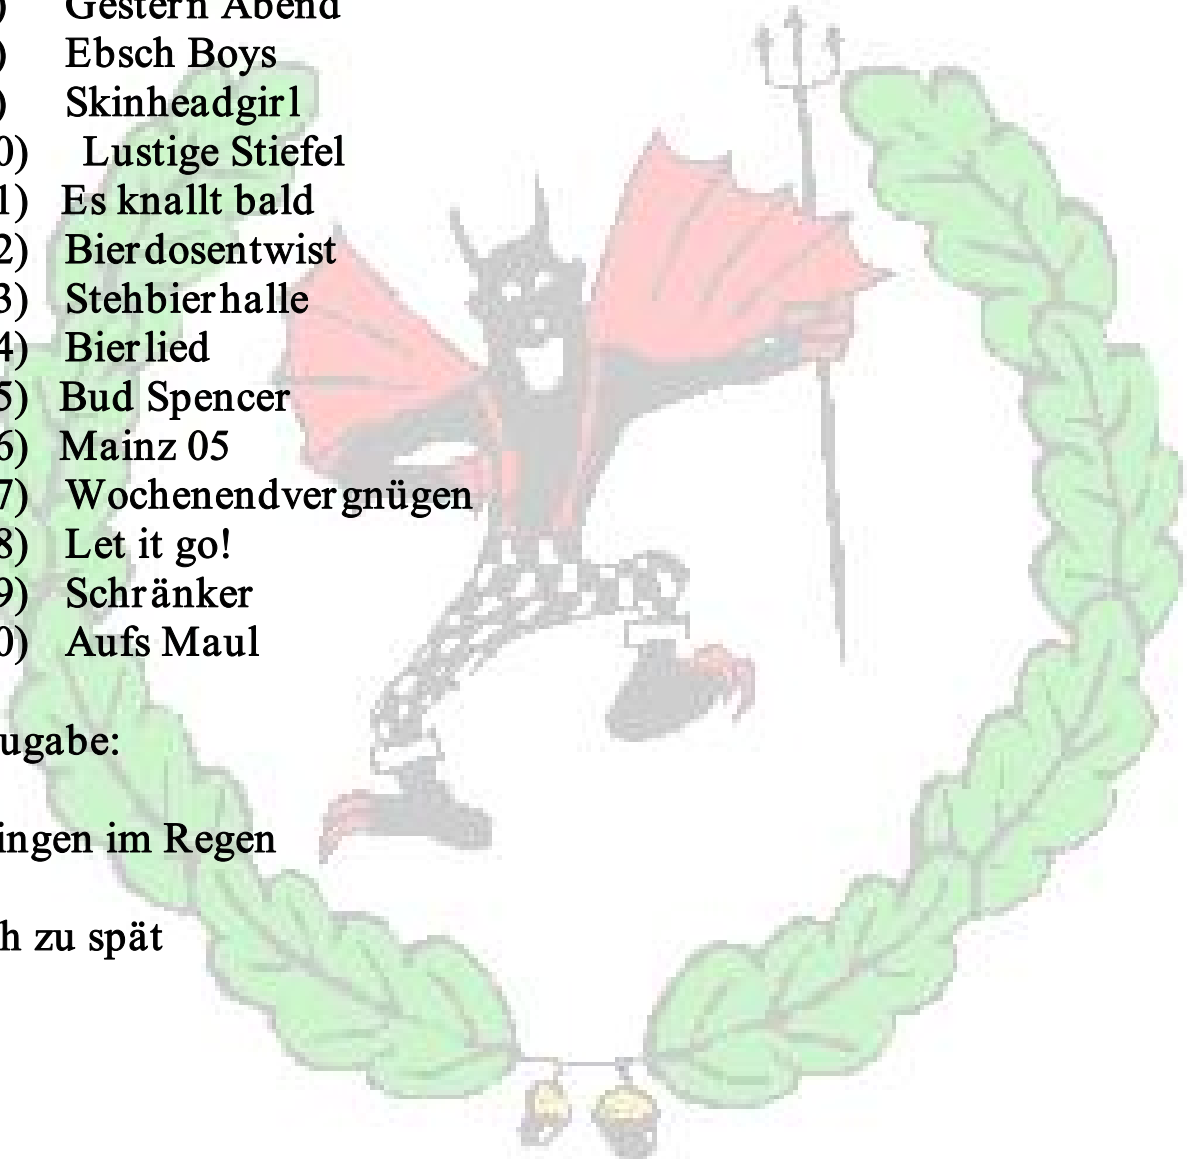 ) Gestern Abend
) Ebsch Boys
) Skinheadgirl
0) Lustige Stiefel
1) Es knallt bald
2) Bierdosentwist
3) Stehbierhalle
4) Bierlied
5) Bud Spencer
6) Mainz 05
7) Wochenendvergnügen
8) Let it go!
9) Schränker
0) Aufs Maul
ugabe:
ingen im Regen
h zu spät